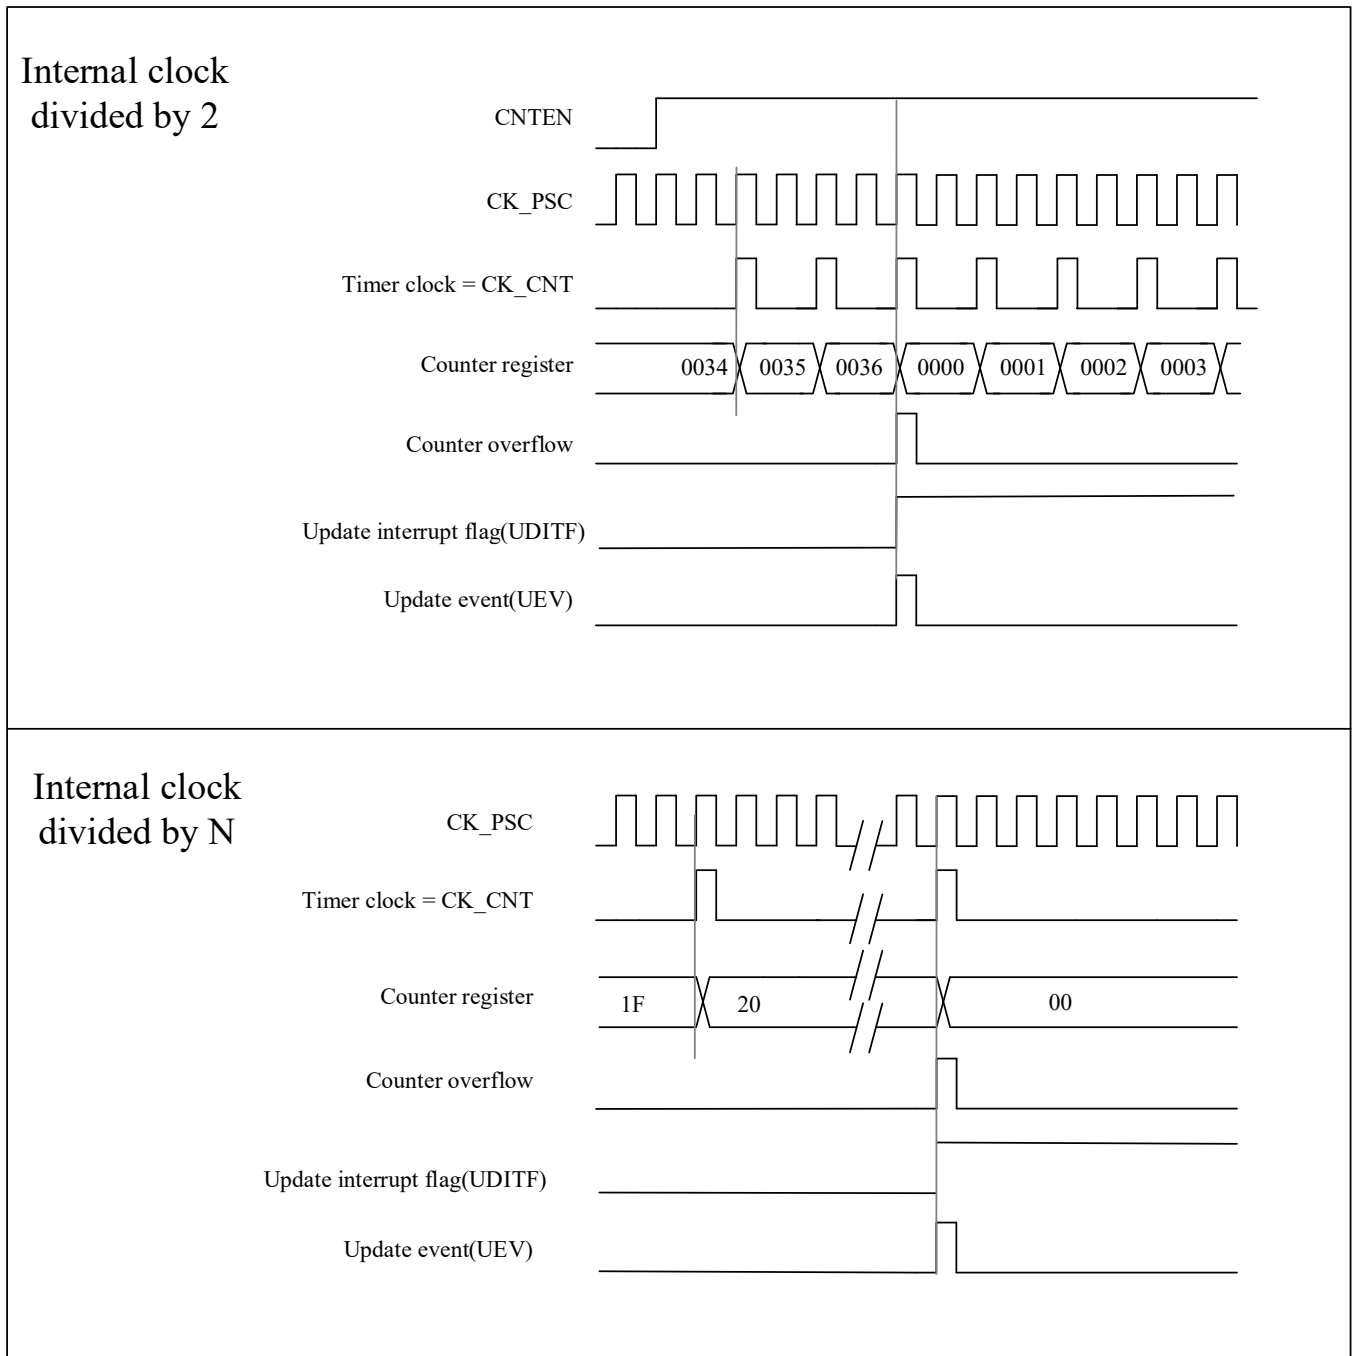 Internal clock
divided by 2
CNTEN
CK_PSC
Timer clock = CK_CNT
Counter register
0034 0035 0036 0000 0001 0002 0003
Counter overflow
Update interrupt flag(UDITF)
Update event(UEV)
Internal clock
divided by N
CK_PSC
Timer clock = CK_CNT
Counter register
1F 20 00
Counter overflow
Update interrupt flag(UDITF)
Update event(UEV)